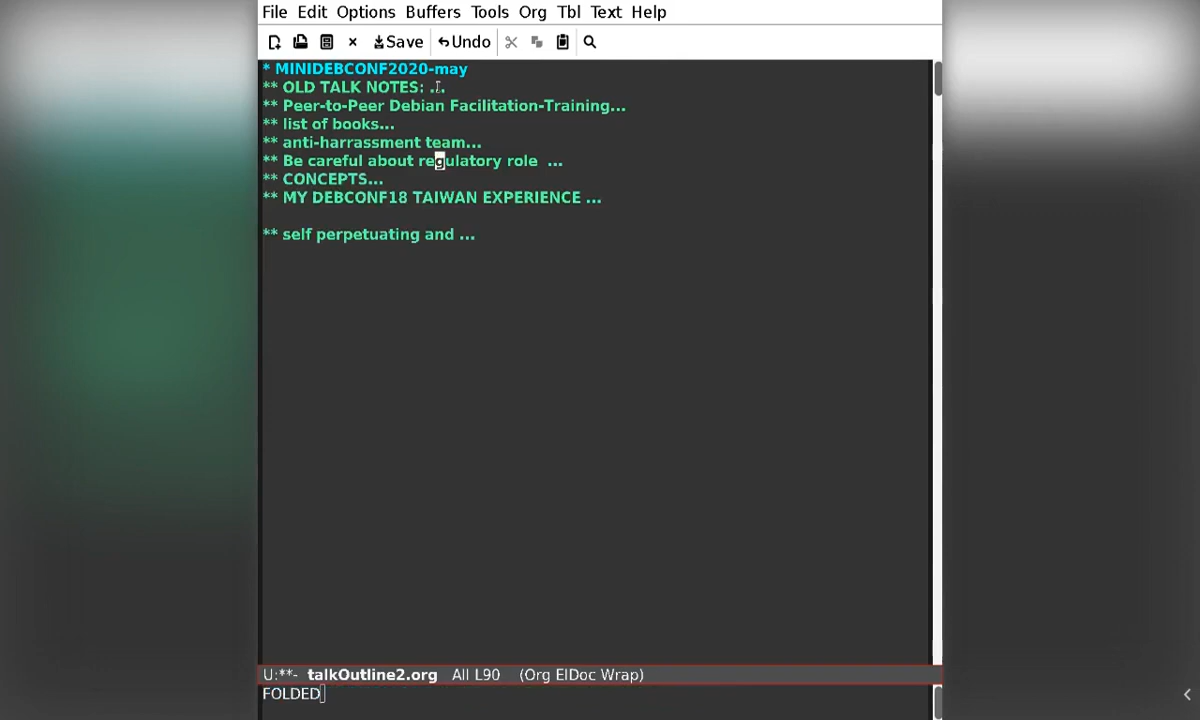 File Edit Options Buffers Tools Org Tbl Text Help
Save Undo
* MINIDEBCONF2020-may
** OLD TALK NOTES: ...
** Peer-to-Peer Debian Facilitation-Training...
** list of books...
** anti-harrassment team...
** Be careful about regulatory role  ...
** CONCEPTS...
** MY DEBCONF18 TAIWAN EXPERIENCE ...
** self perpetuating and ...
U:**-  talkOutline2.org   All L90    (Org ElDoc Wrap)
FOLDED